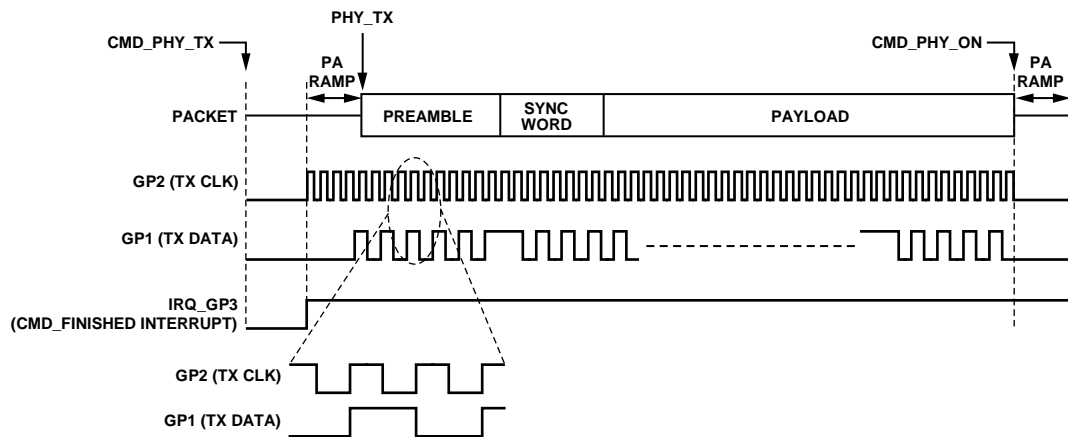 PHY_TX
CMD_PHY_TX
CMD_PHY_ON
PA
RAMP
PA
RAMP
PACKET
PREAMBLE
SYNC
WORD
PAYLOAD
GP2 (TX CLK)
GP1 (TX DATA)
IRQ_GP3
(CMD_FINISHED INTERRUPT)
GP2 (TX CLK)
GP1 (TX DATA)